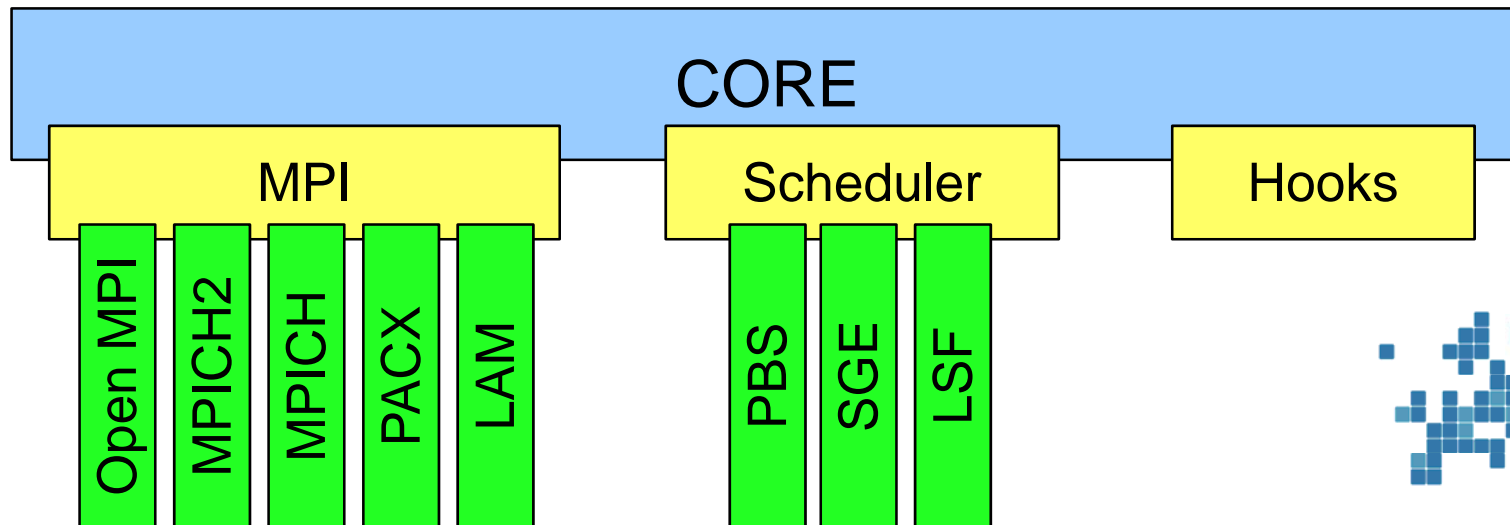 CORE
MPI
Scheduler
Hooks
Open MPI
MPICH2
MPICH
PACX
LAM
PBS
SGE
LSF